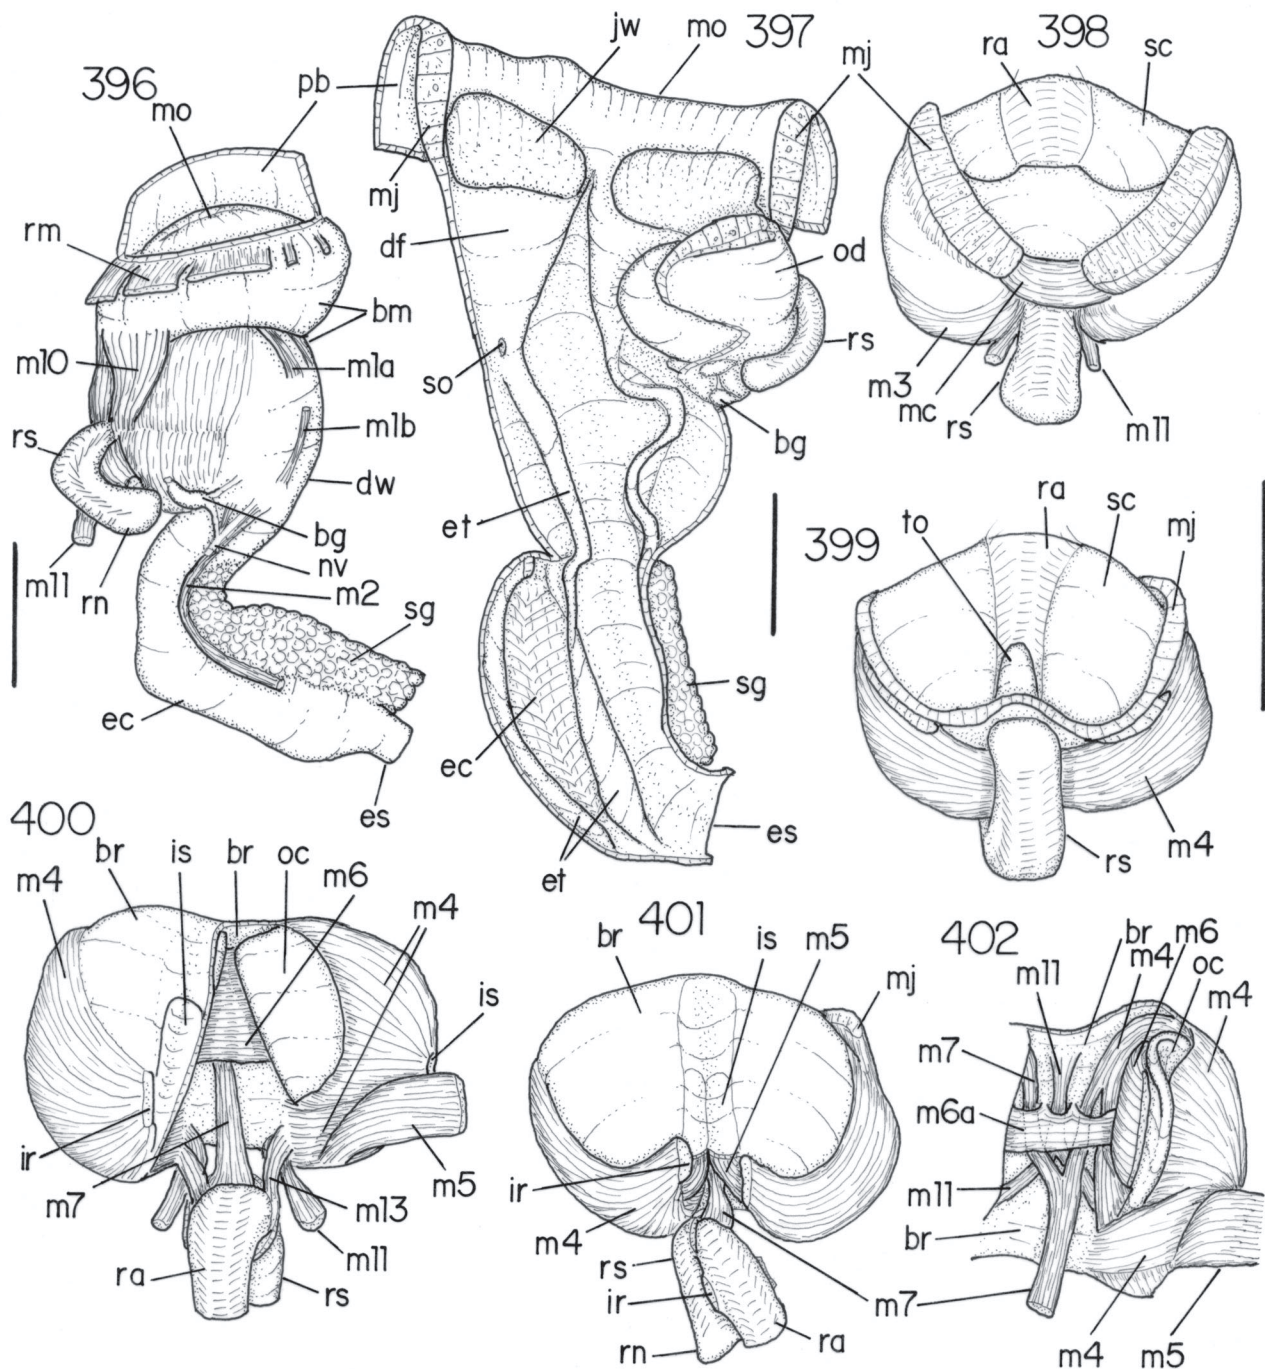 396
mo
pb
rm
bm
m10
m1a
m1b
rs
dw
bg
nv
m2
m11
rn
sg
ec
es
397
jw
mo
mj
mj
df
od
so
rs
bg
et
sg
ec
es
et
398
ra
sc
m3
mc
rs
m11
399
to
ra
sc
mj
rs
m4
400
m4
br
is
br
oc
m6
m4
is
ir
m7
m5
m13
m11
ra
rs
401
br
is
m5
mj
ir
m4
rs
ir
rn
ra
m7
402
m11
br
m4
m6
oc
m4
m7
m6a
m11
br
m4
m5